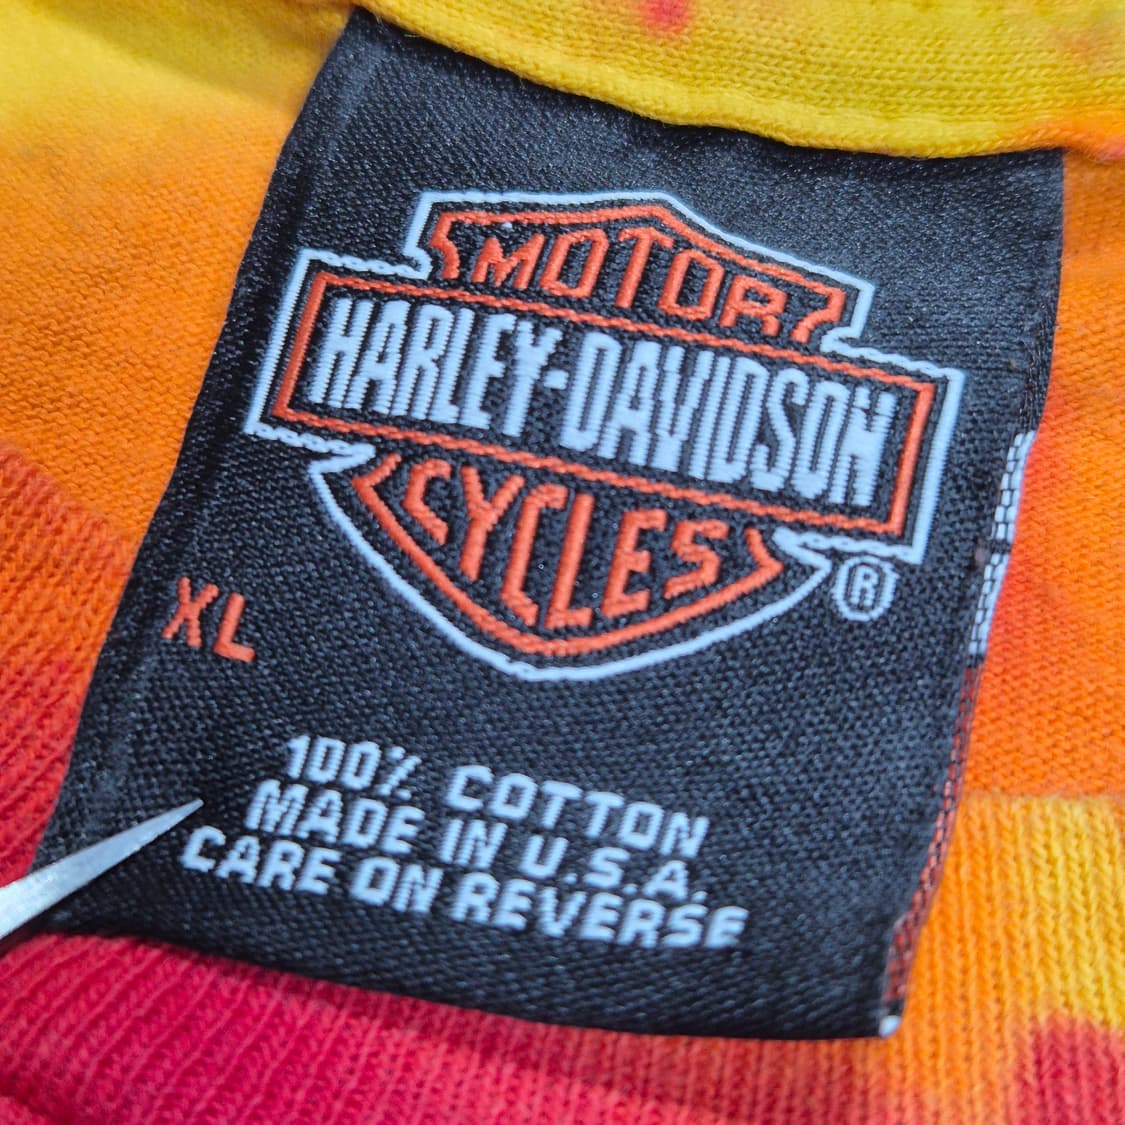 MOTOR
HARLEY-DAVIDSON
CYCLES
®
XL
100% COTTON
MADE IN U.S.A.
CARE ON REVERSE